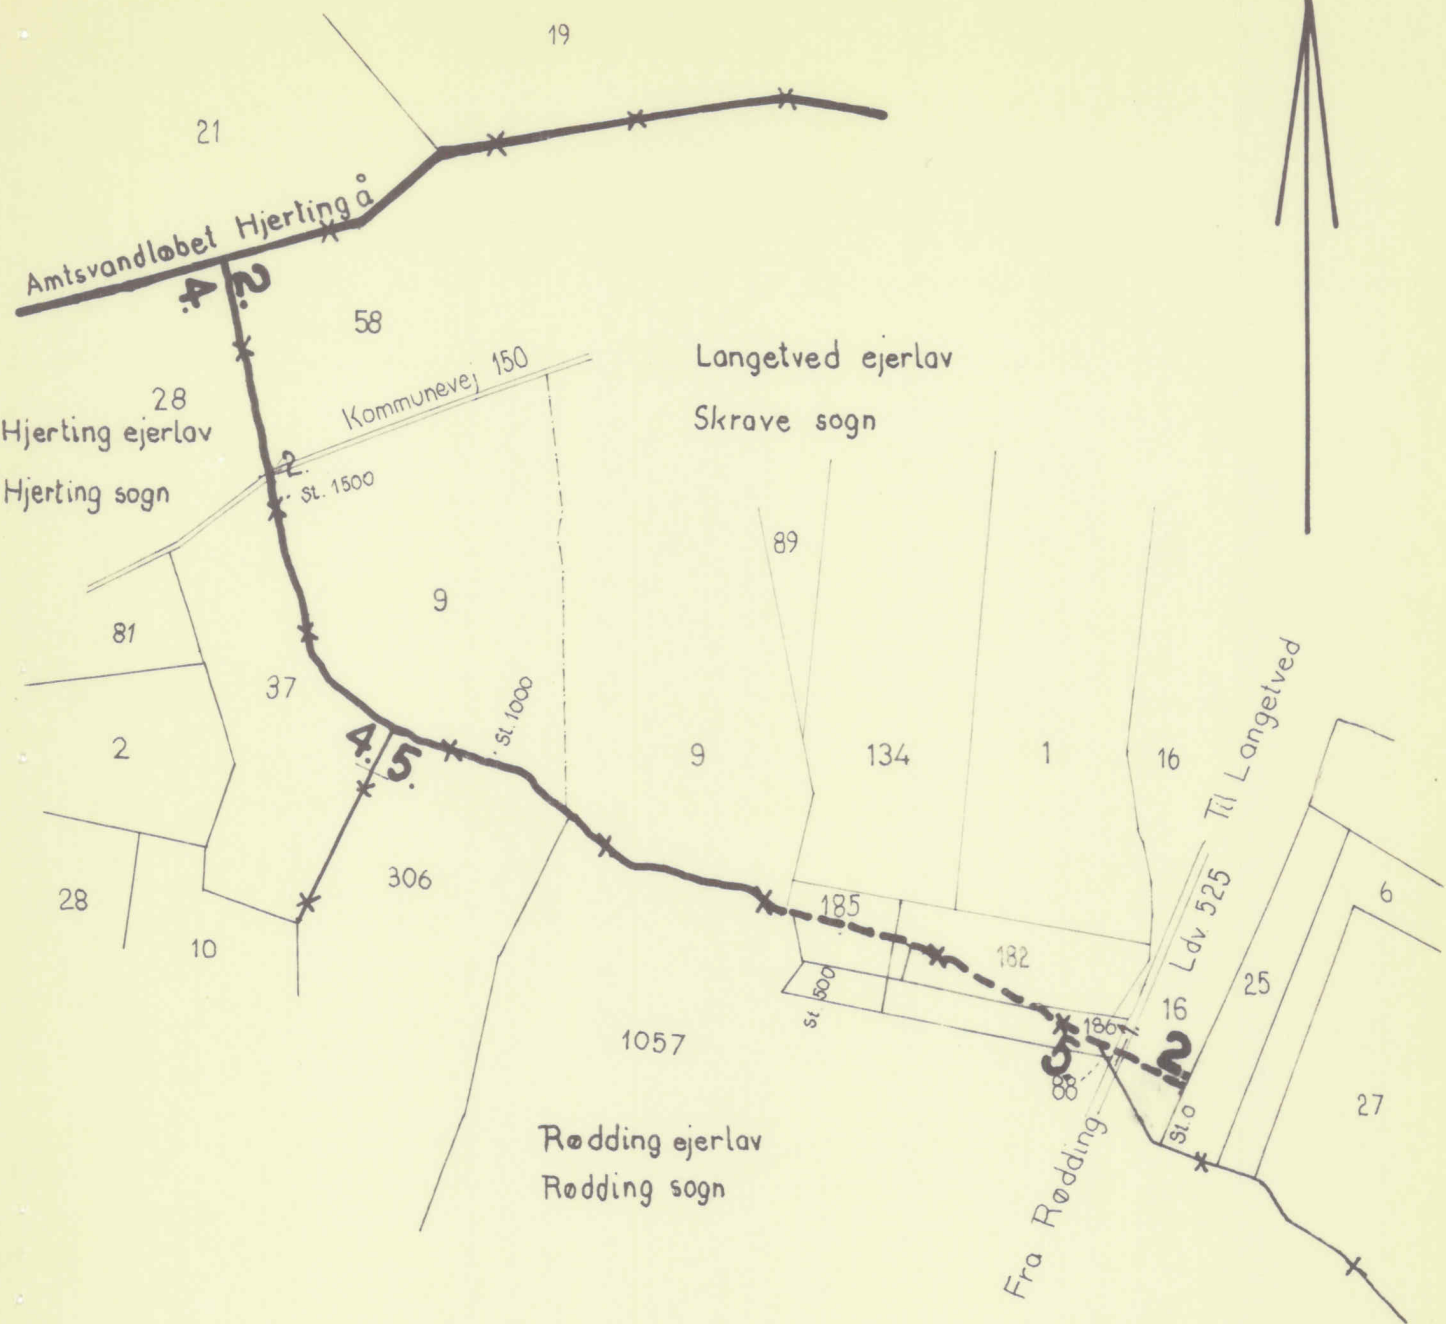 19
21
Amtsvandløbet Hjerting å
4.
2.
58
28
Kommunevej 150
Langetved ejerlav
Skrave sogn
Hjerting ejerlav
Hjerting sogn
2.
St. 1500
89
9
81
37
St. 1000
2
9
134
1
16
Til Langetved
4.
5.
306
28
10
185
182
Ldv. 525
6
25
St. 500
16
186
1057
2
88
27
St. 0
Rødding ejerlav
Rødding sogn
Fra Rødding